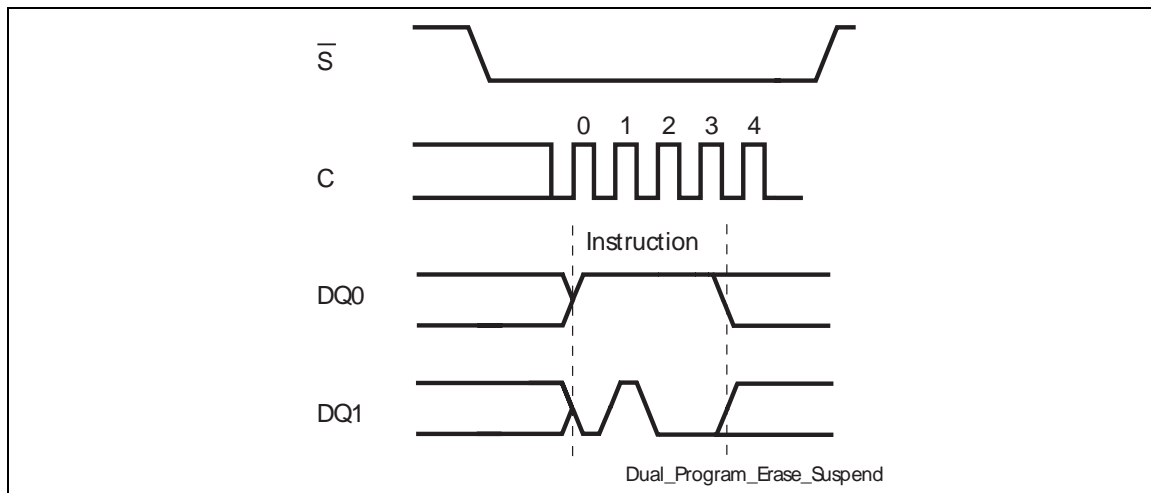 S̅
0 1 2 3 4
C
Instruction
DQ0
DQ1
Dual_Program_Erase_Suspend